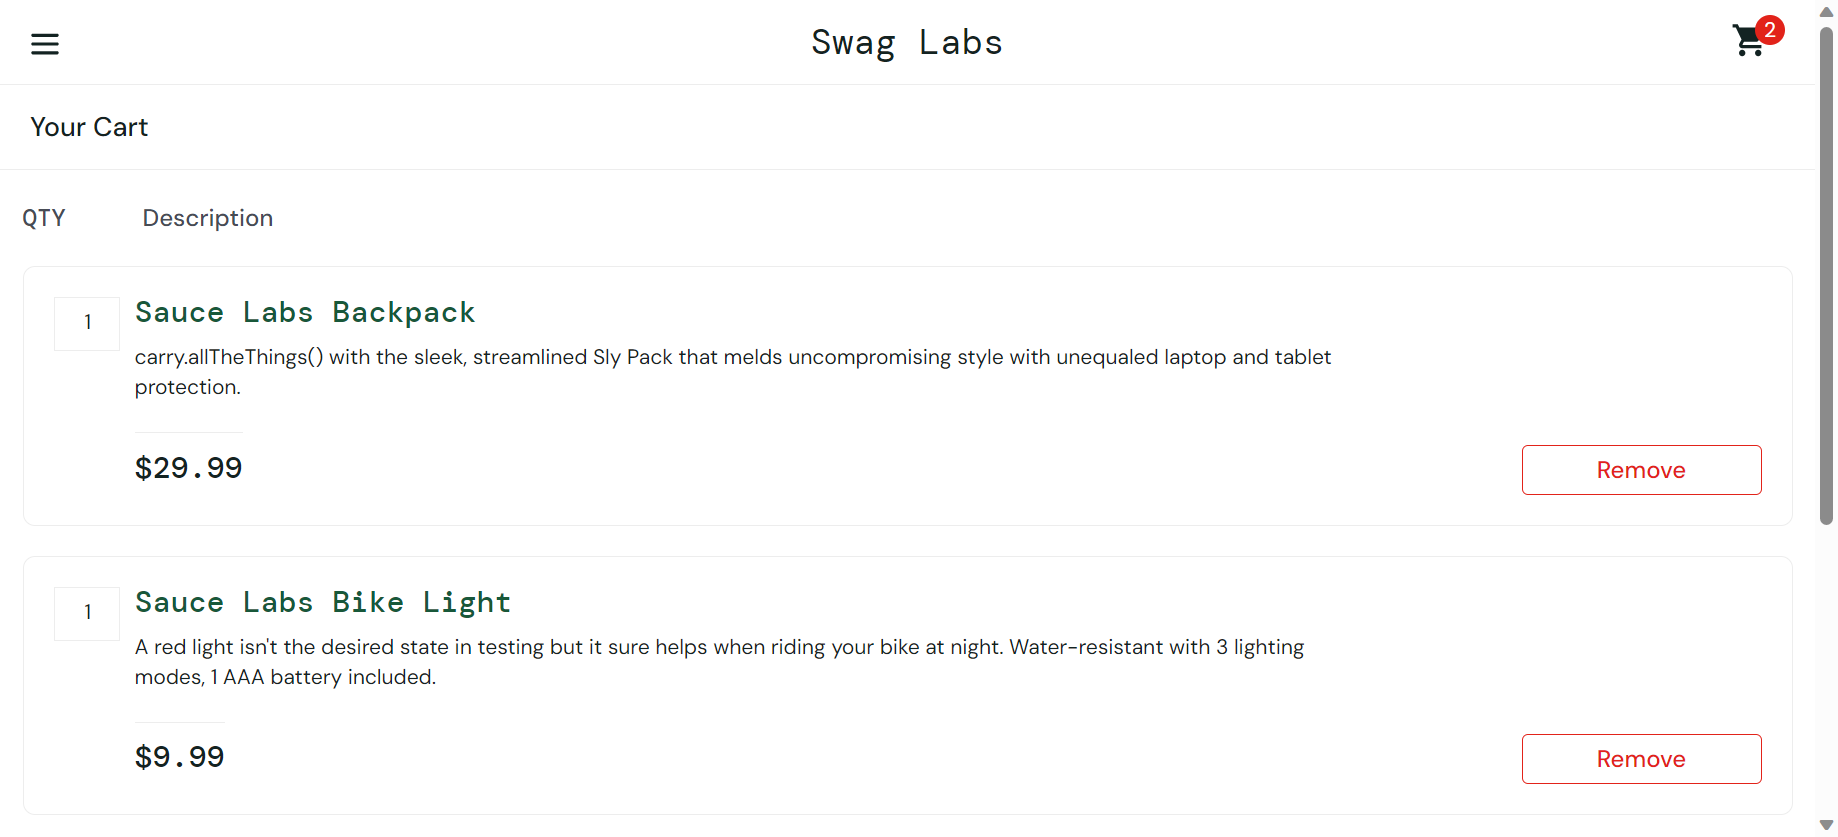 Swag Labs
2
Your Cart
QTY Description
1 Sauce Labs Backpack
carry.allTheThings() with the sleek, streamlined Sly Pack that melds uncompromising style with unequaled laptop and tablet
protection.
$29.99 Remove
1 Sauce Labs Bike Light
A red light isn't the desired state in testing but it sure helps when riding your bike at night. Water-resistant with 3 lighting
modes, 1 AAA battery included.
$9.99 Remove